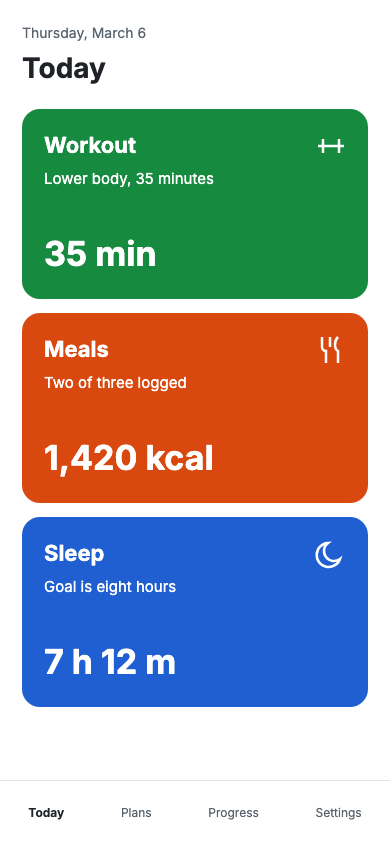 Thursday, March 6
Today
Workout
Lower body, 35 minutes
35 min
Meals
Two of three logged
1,420 kcal
Sleep
Goal is eight hours
7 h 12 m
Today Plans Progress Settings